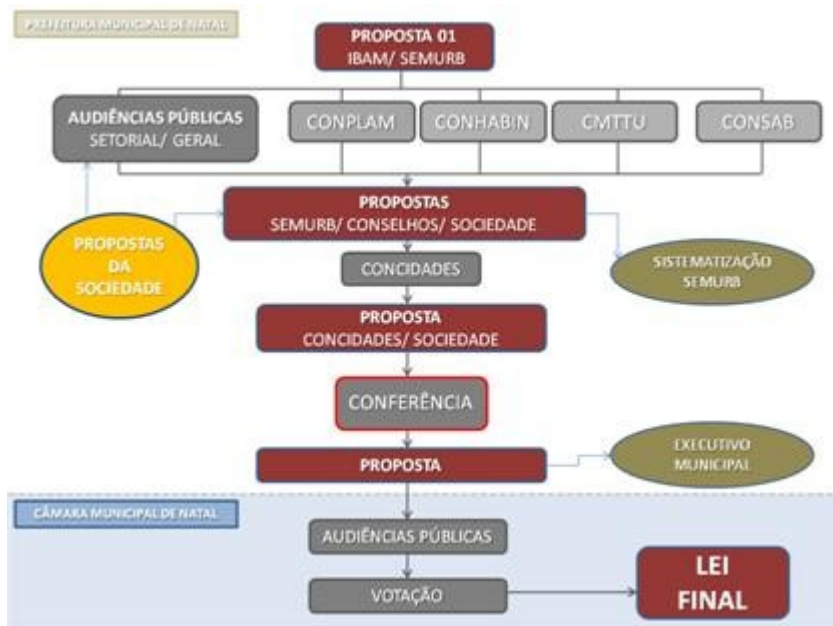 PREFEITURA MUNICIPAL DE NATAL
PROPOSTA 01
IBAM/ SEMURB
AUDIÊNCIAS PÚBLICAS
SETORIAL/ GERAL
CONPLAM
CONHABIN
CMTTU
CONSAB
PROPOSTAS
SEMURB/ CONSELHOS/ SOCIEDADE
PROPOSTAS
DA
SOCIEDADE
SISTEMATIZAÇÃO
SEMURB
CONCIDADES
PROPOSTA
CONCIDADES/ SOCIEDADE
CONFERÊNCIA
PROPOSTA
EXECUTIVO
MUNICIPAL
CÂMARA MUNICIPAL DE NATAL
AUDIÊNCIAS PÚBLICAS
VOTAÇÃO
LEI
FINAL